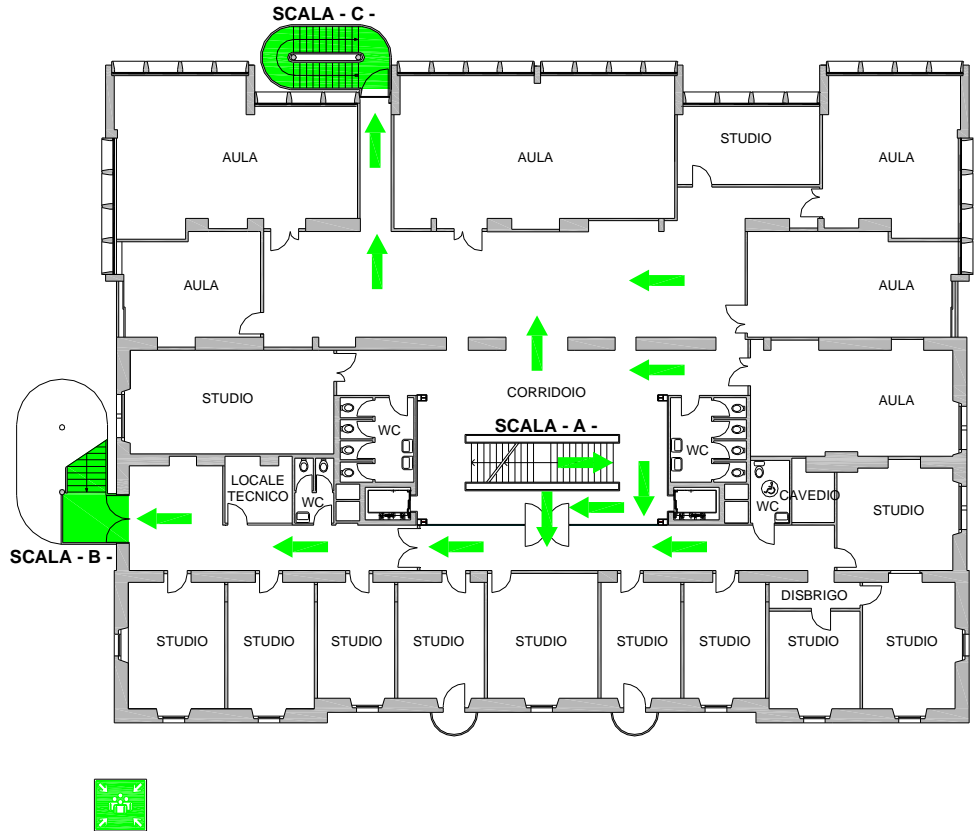 SCALA - C -
AULA
AULA
STUDIO
AULA
AULA
AULA
STUDIO
CORRIDOIO
AULA
SCALA - A -
WC
WC
LOCALE
TECNICO
WC
WC
CAVEDIO
STUDIO
SCALA - B -
DISBRIGO
STUDIO
STUDIO
STUDIO
STUDIO
STUDIO
STUDIO
STUDIO
STUDIO
STUDIO